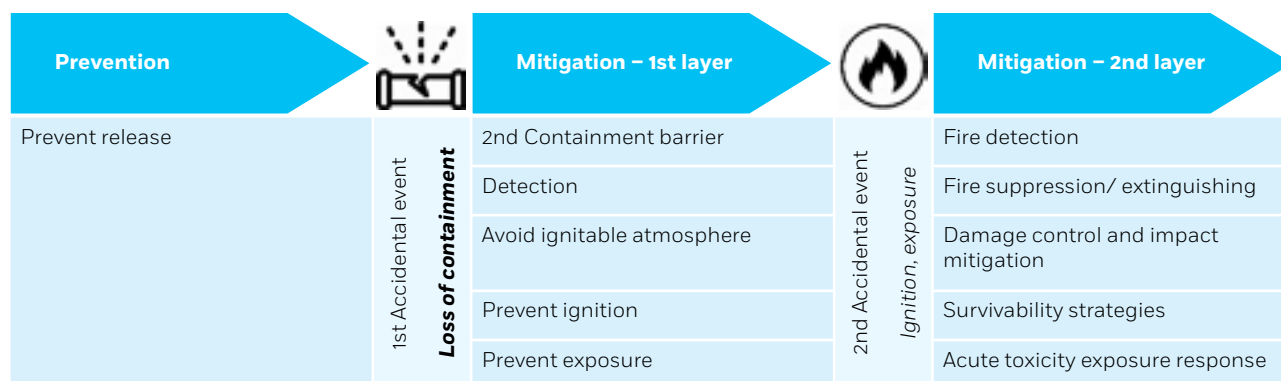 Prevention
Mitigation – 1st layer
Mitigation – 2nd layer
Prevent release
1st Accidental event
Loss of containment
2nd Containment barrier
Detection
Avoid ignitable atmosphere
Prevent ignition
Prevent exposure
2nd Accidental event
Ignition, exposure
Fire detection
Fire suppression/ extinguishing
Damage control and impact
mitigation
Survivability strategies
Acute toxicity exposure response